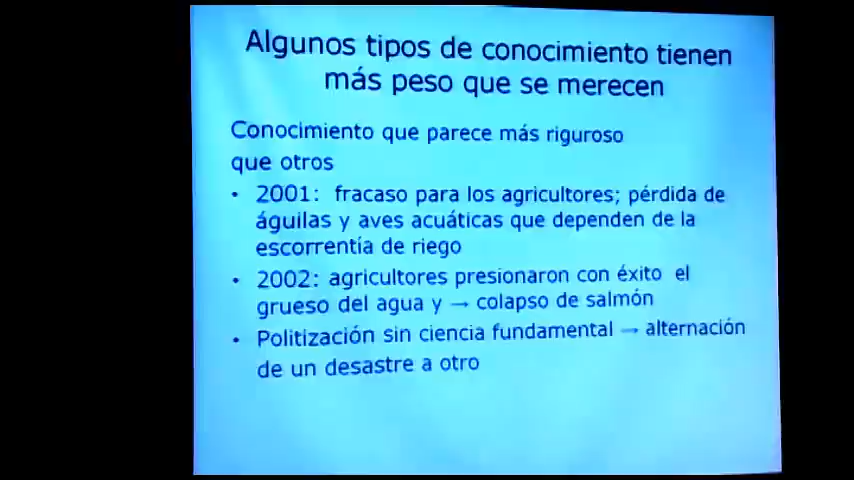 Algunos tipos de conocimiento tienen
más peso que se merecen
Conocimiento que parece más riguroso
que otros
• 2001: fracaso para los agricultores; pérdida de
águilas y aves acuáticas que dependen de la
escorrentía de riego
• 2002: agricultores presionaron con éxito el
grueso del agua y → colapso de salmón
• Politización sin ciencia fundamental → alternación
de un desastre a otro